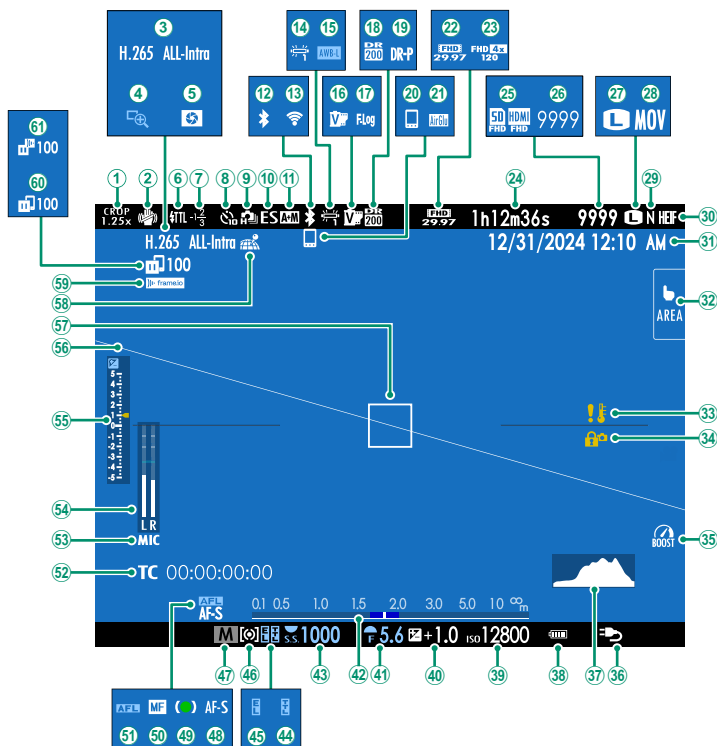 3
H.265 ALL-Intra
4 5
14 15
1 AWB-L
18 19
DR 200 DR-P
22 23
FHD 29.97 FHD 4x 120
12 13
16 17
V F-Log
20 21
AirGlu
25 26
SD FHD HDMI FHD 9999
27 28
L MOV
61
100
60
100
1 2 6 7 8 9 10 11 24 29
CROP 1.25x TTL -1 2/3 10 H ES A+M 1 V DR 200 FHD 29.97 1h12m36s 9999 L N HEIF 30
H.265 ALL-Intra 12/31/2024 12:10 AM 31
100
59 frame.io
58
32
AREA
57
56
5
4
3
2
1
0
-1
-2
-3
-4
-5
55
33
34
54
L R
53 MIC
35
BOOST
52 TC 00:00:00:00
AFL
AF-S
0.1 0.5 1.0 1.5 2.0 3.0 5.0 10 ∞ m
M S.S. 1000 F 5.6 +1.0 ISO 12800
47 46 43 42 41 40 39 38 37 36
AFL MF AF-S
51 50 49 48
45 44